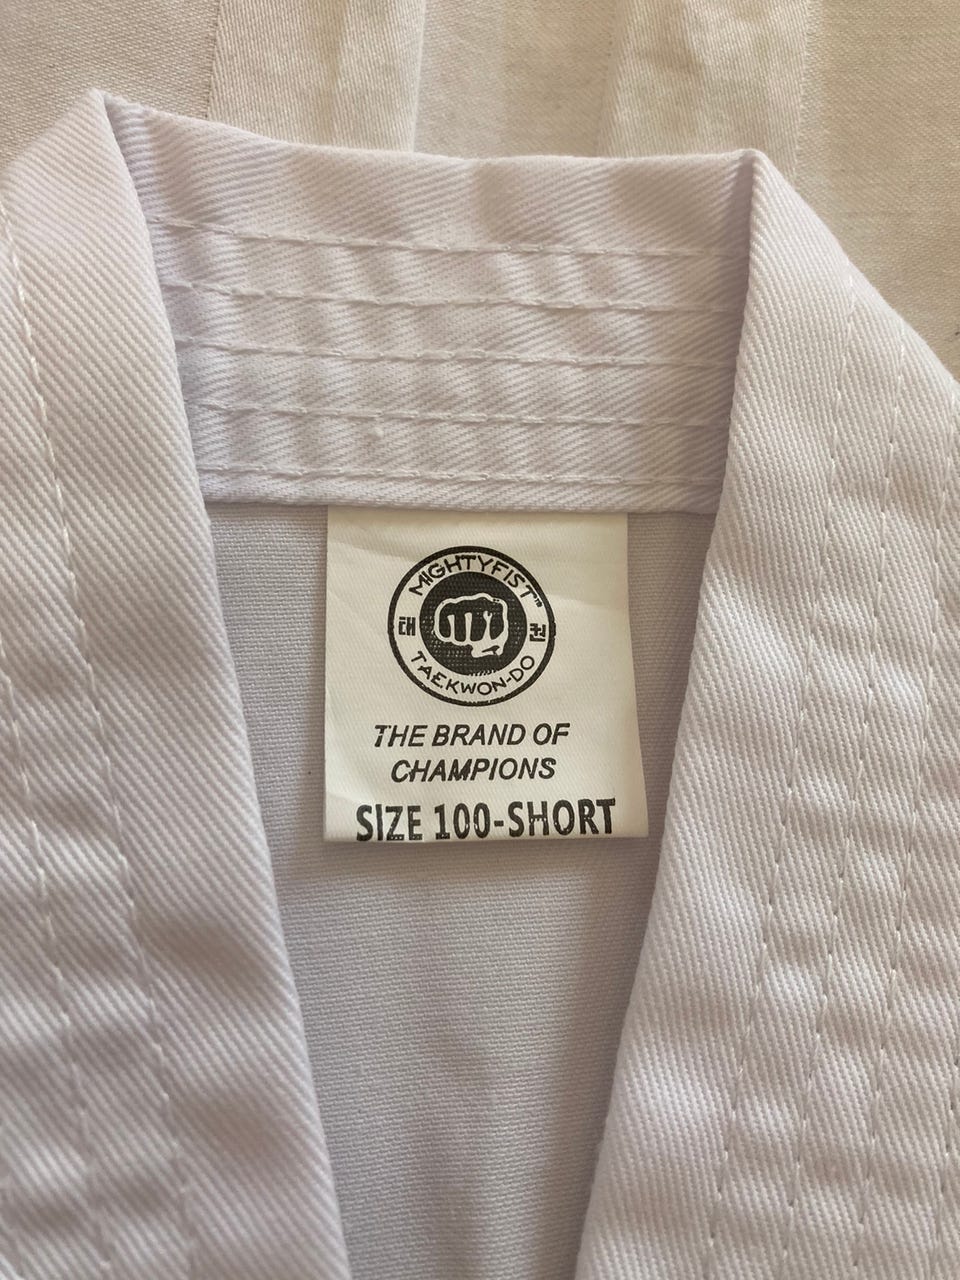 MIGHTYFIST™
태 권
TAEKWON-DO
THE BRAND OF
CHAMPIONS
SIZE 100-SHORT